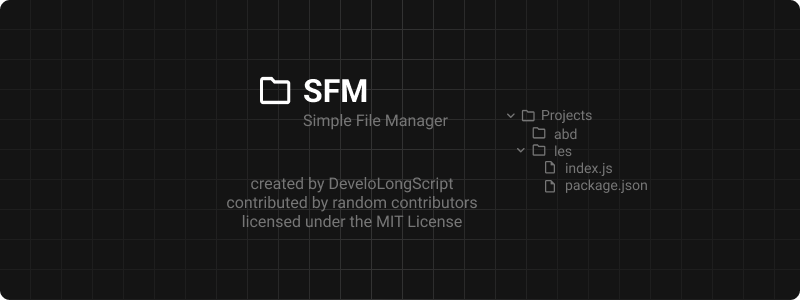 SFM
Simple File Manager
created by DeveloLongScript
contributed by random contributors
licensed under the MIT License
Projects
abd
les
index.js
package.json